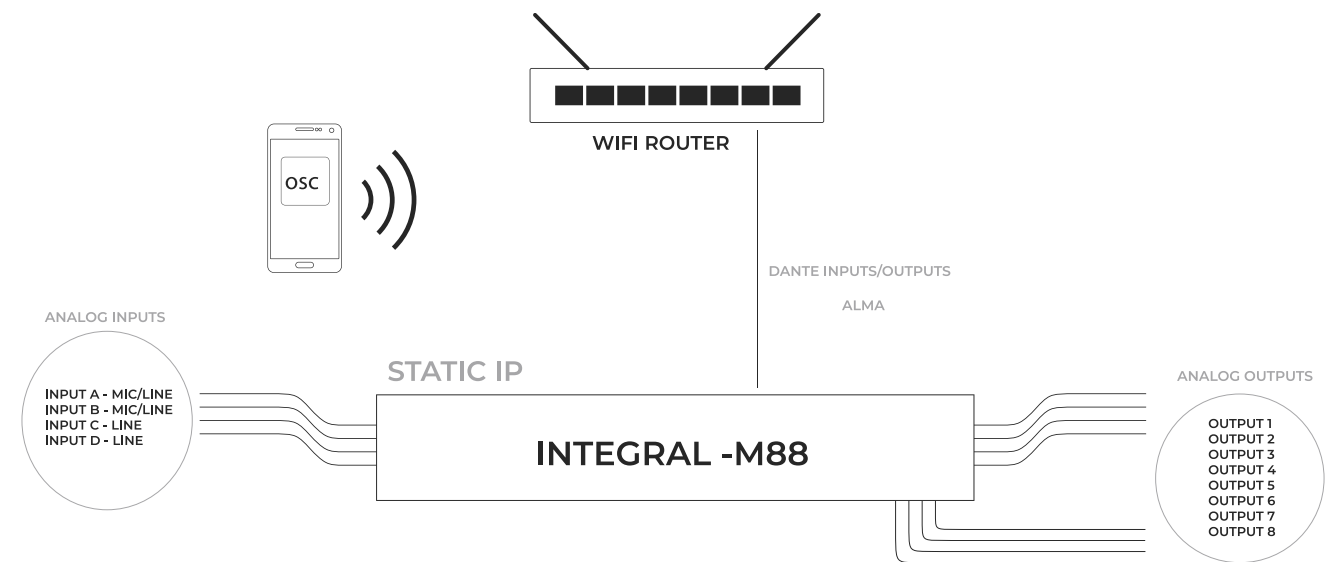 WIFI ROUTER
OSC
DANTE INPUTS/OUTPUTS
ALMA
ANALOG INPUTS
INPUT A - MIC/LINE
INPUT B - MIC/LINE
INPUT C - LINE
INPUT D - LINE
STATIC IP
INTEGRAL -M88
ANALOG OUTPUTS
OUTPUT 1
OUTPUT 2
OUTPUT 3
OUTPUT 4
OUTPUT 5
OUTPUT 6
OUTPUT 7
OUTPUT 8